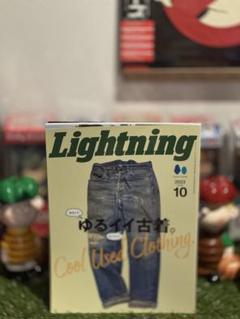 Lightning
10
ゆるイイ古着。
Cool Used Clothing.